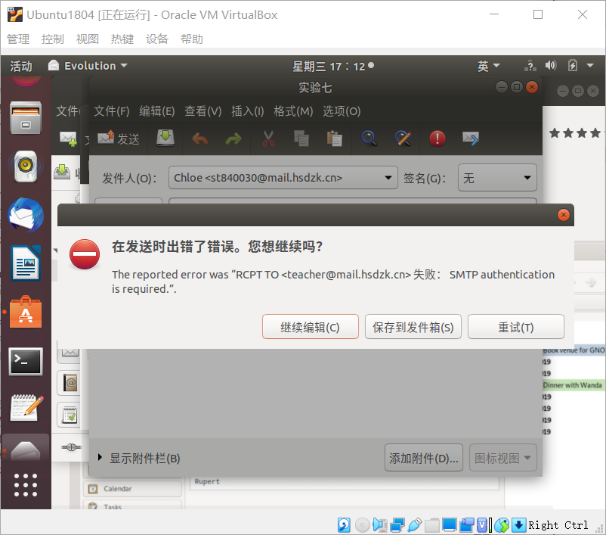 Ubuntu1804 [正在运行] - Oracle VM VirtualBox
管理 控制 视图 热键 设备 帮助
活动 Evolution 星期三 17：12 英
实验七
文件(F) 编辑(E) 查看(V) 插入(I) 格式(M) 选项(O)
发送
发件人(O)： Chloe <st840030@mail.hsdzk.cn> 签名(G)： 无
在发送时出错了错误。您想继续吗？
The reported error was “RCPT TO <teacher@mail.hsdzk.cn> 失败： SMTP authentication
is required.”.
继续编辑(C) 保存到发件箱(S) 重试(T)
Book venue for GNO
Dinner with Wanda
显示附件栏(B) 添加附件(D)... 图标视图
Rupert
Calendar
Tasks
Right Ctrl